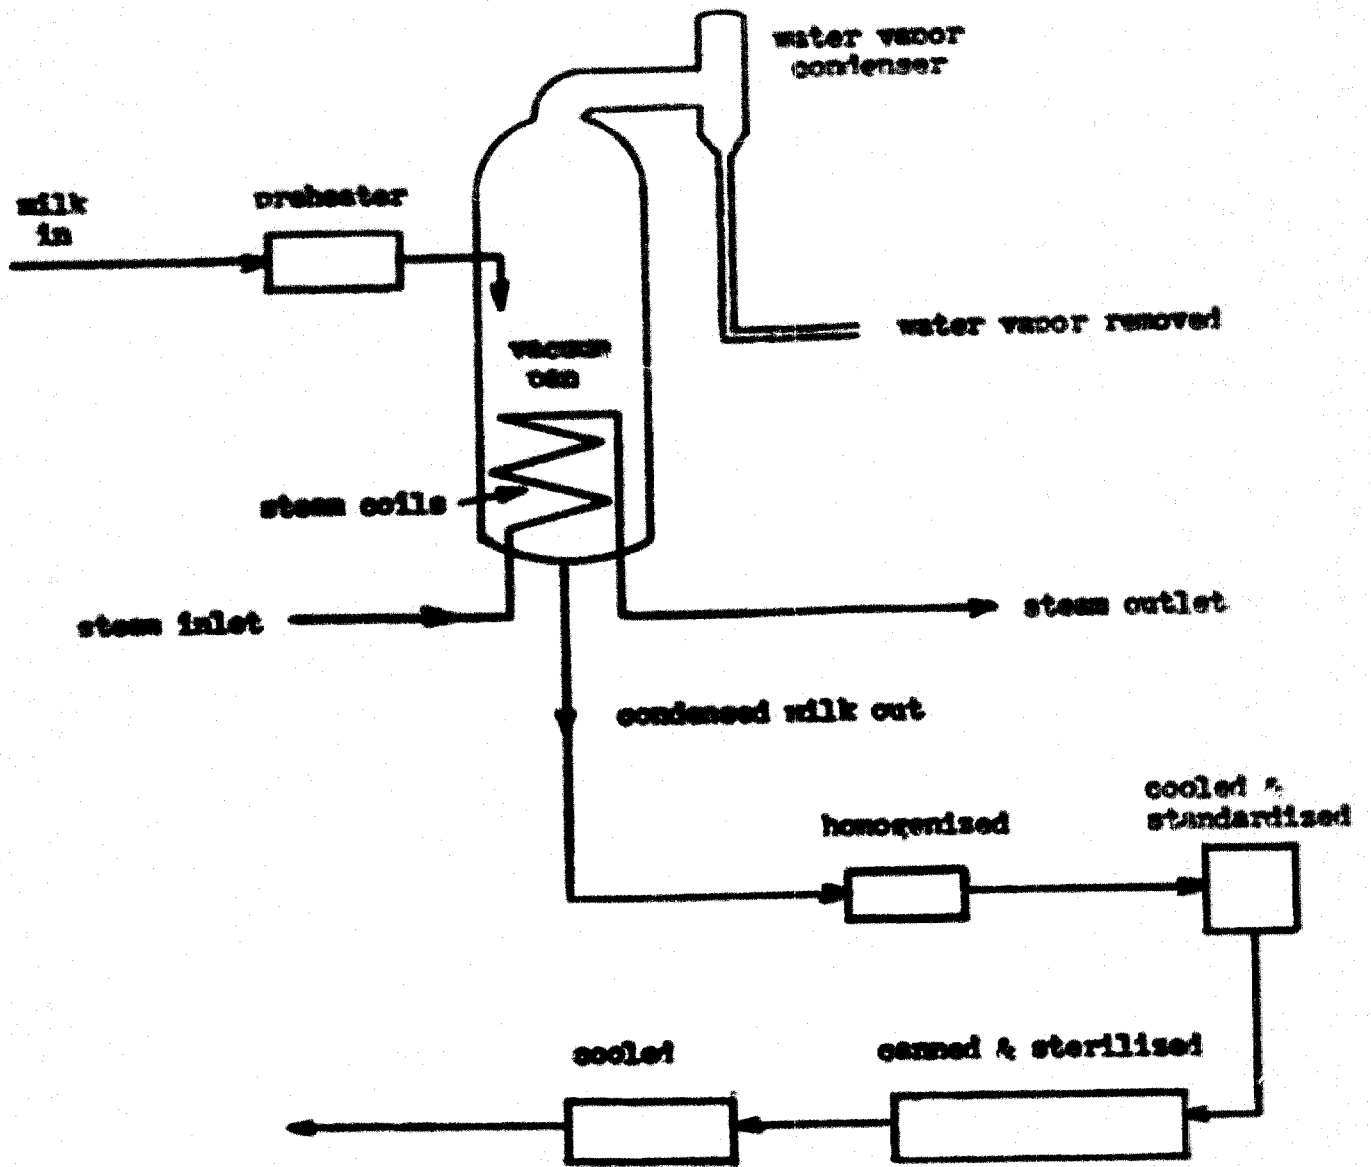 water vapor
condenser
milk
in
preheater
water vapor removed
vacuum
pan
steam coils
steam inlet
steam outlet
condensed milk out
cooled &
standardized
homogenized
cooled
canned & sterilized